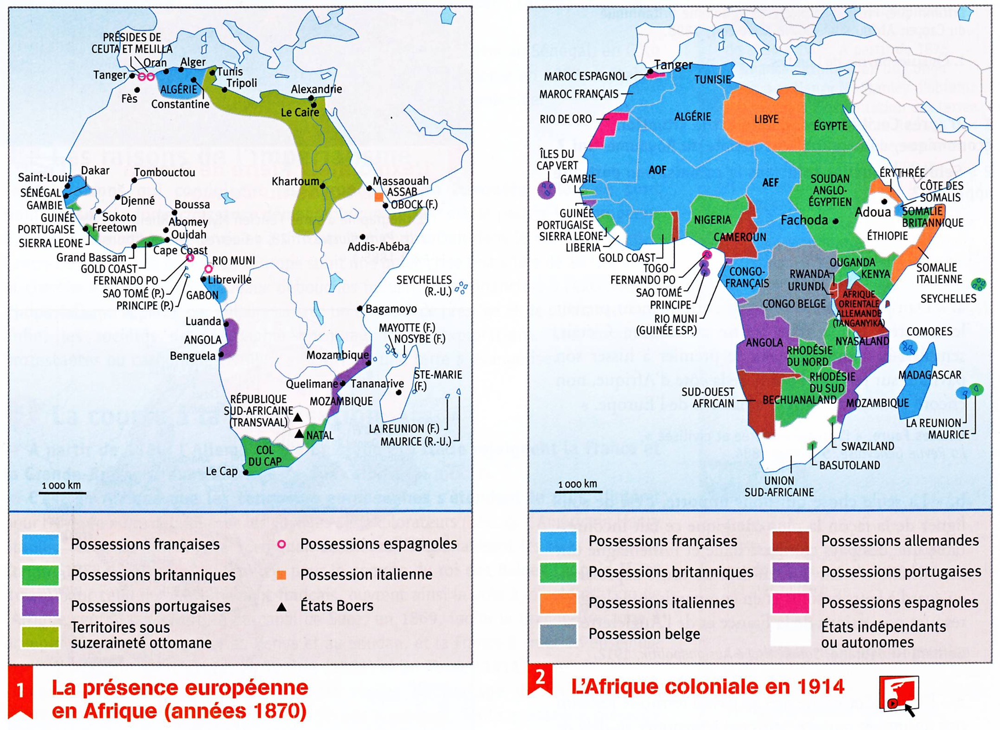 PRÉSIDES DE
CEUTA ET MELILLA
Oran
Alger
Tanger
Tunis
Tripoli
Fès
ALGÉRIE
Constantine
Alexandrie
Le Caire
Saint-Louis
Dakar
Tombouctou
SÉNÉGAL
GAMBIE
Djenné
Boussa
GUINÉE
PORTUGAISE
Sokoto
Freetown
Abomey
SIERRA LEONE
Ouidah
Grand Bassam
Cape Coast
GOLD COAST
RIO MUNI
FERNANDO PO
Libreville
SAO TOMÉ (P.)
GABON
PRINCIPE (P.)
Khartoum
Massaouah
ASSAB
OBOCK (F.)
Addis-Abéba
SEYCHELLES
(R.-U.)
Luanda
Bagamoyo
ANGOLA
MAYOTTE (F.)
NOSYBE (F.)
Benguela
Mozambique
STE-MARIE
(F.)
Quelimane
Tananarive
RÉPUBLIQUE
SUD-AFRICAINE
(TRANSVAAL)
MOZAMBIQUE
NATAL
LA REUNION (F.)
MAURICE (R.-U.)
COL
DU CAP
Le Cap
1 000 km
Possessions françaises
Possessions britanniques
Possessions portugaises
Territoires sous
suzeraineté ottomane
Possessions espagnoles
Possession italienne
États Boers
1
La présence européenne
en Afrique (années 1870)
Tanger
MAROC ESPAGNOL
MAROC FRANÇAIS
TUNISIE
RIO DE ORO
ALGÉRIE
LIBYE
ÉGYPTE
ÎLES DU
CAP VERT
GAMBIE
AOF
AEF
SOUDAN
ANGLO-
ÉGYPTIEN
ÉRYTHRÉE
CÔTE DES
SOMALIS
GUINÉE
PORTUGAISE
SIERRA LEONE
LIBERIA
NIGERIA
Fachoda
Adoua
SOMALIE
BRITANNIQUE
CAMEROUN
ÉTHIOPIE
GOLD COAST
TOGO
FERNANDO PO
SAO TOMÉ
PRINCIPE
RIO MUNI
(GUINÉE ESP.)
CONGO-
FRANÇAIS
OUGANDA
RWANDA
KENYA
URUNDI
SOMALIE
ITALIENNE
CONGO BELGE
AFRIQUE
ORIENTALE
ALLEMANDE
(TANGANYIKA)
SEYCHELLES
ANGOLA
NYASALAND
COMORES
RHODÉSIE
DU NORD
RHODÉSIE
DU SUD
MADAGASCAR
SUD-OUEST
AFRICAIN
BECHUANALAND
MOZAMBIQUE
LA REUNION
MAURICE
SWAZILAND
BASUTOLAND
UNION
SUD-AFRICAINE
1 000 km
Possessions françaises
Possessions britanniques
Possessions italiennes
Possession belge
Possessions allemandes
Possessions portugaises
Possessions espagnoles
États indépendants
ou autonomes
2
L'Afrique coloniale en 1914